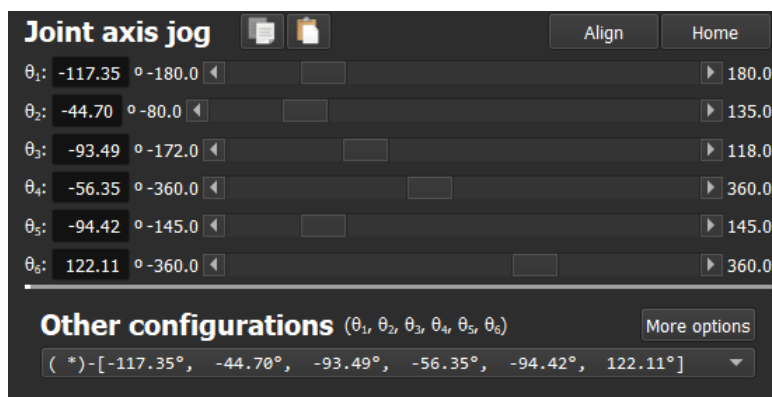 Joint axis jog Align Home
θ₁: -117.35 º -180.0 180.0
θ₂: -44.70 º -80.0 135.0
θ₃: -93.49 º -172.0 118.0
θ₄: -56.35 º -360.0 360.0
θ₅: -94.42 º -145.0 145.0
θ₆: 122.11 º -360.0 360.0
Other configurations (θ₁, θ₂, θ₃, θ₄, θ₅, θ₆) More options
( *)-[-117.35°, -44.70°, -93.49°, -56.35°, -94.42°, 122.11°]